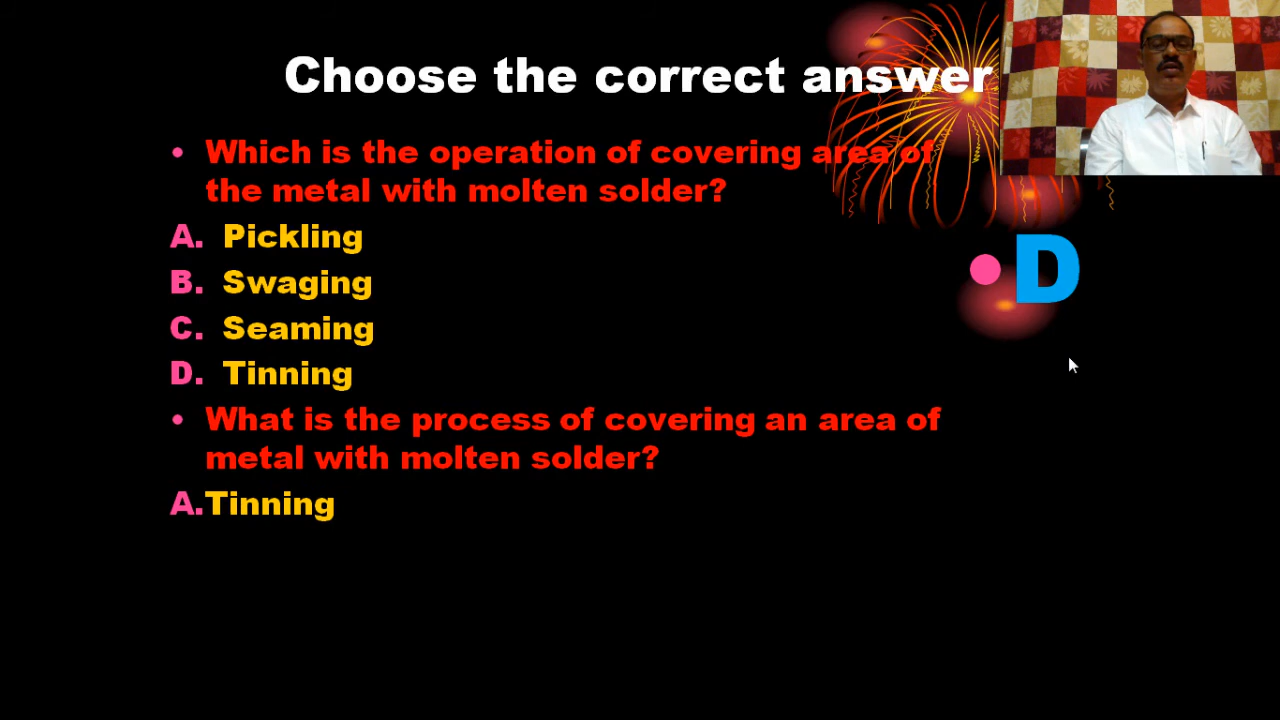 Choose the correct answer
• Which is the operation of covering area of
the metal with molten solder?
A. Pickling
B. Swaging
C. Seaming
D. Tinning
• D
• What is the process of covering an area of
metal with molten solder?
A.Tinning